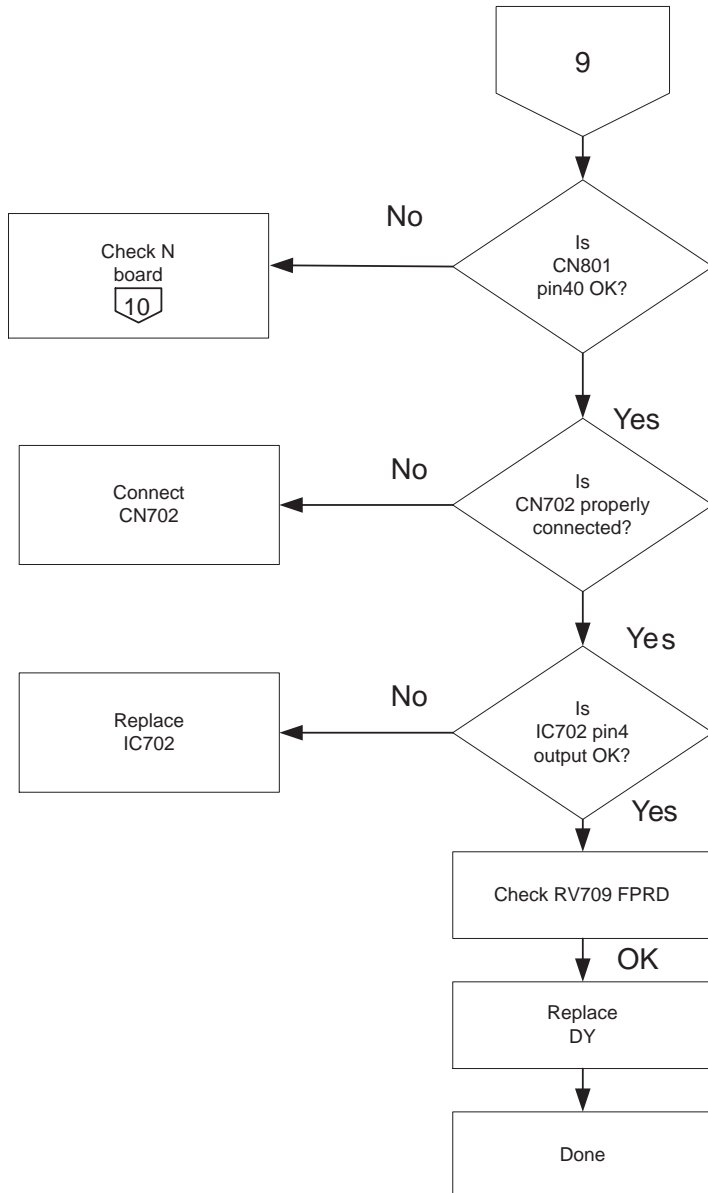 9
No
Check N
board
10
Is
CN801
pin40 OK?
Yes
No
Connect
CN702
Is
CN702 properly
connected?
Yes
No
Replace
IC702
Is
IC702 pin4
output OK?
Yes
Check RV709 FPRD
OK
Replace
DY
Done